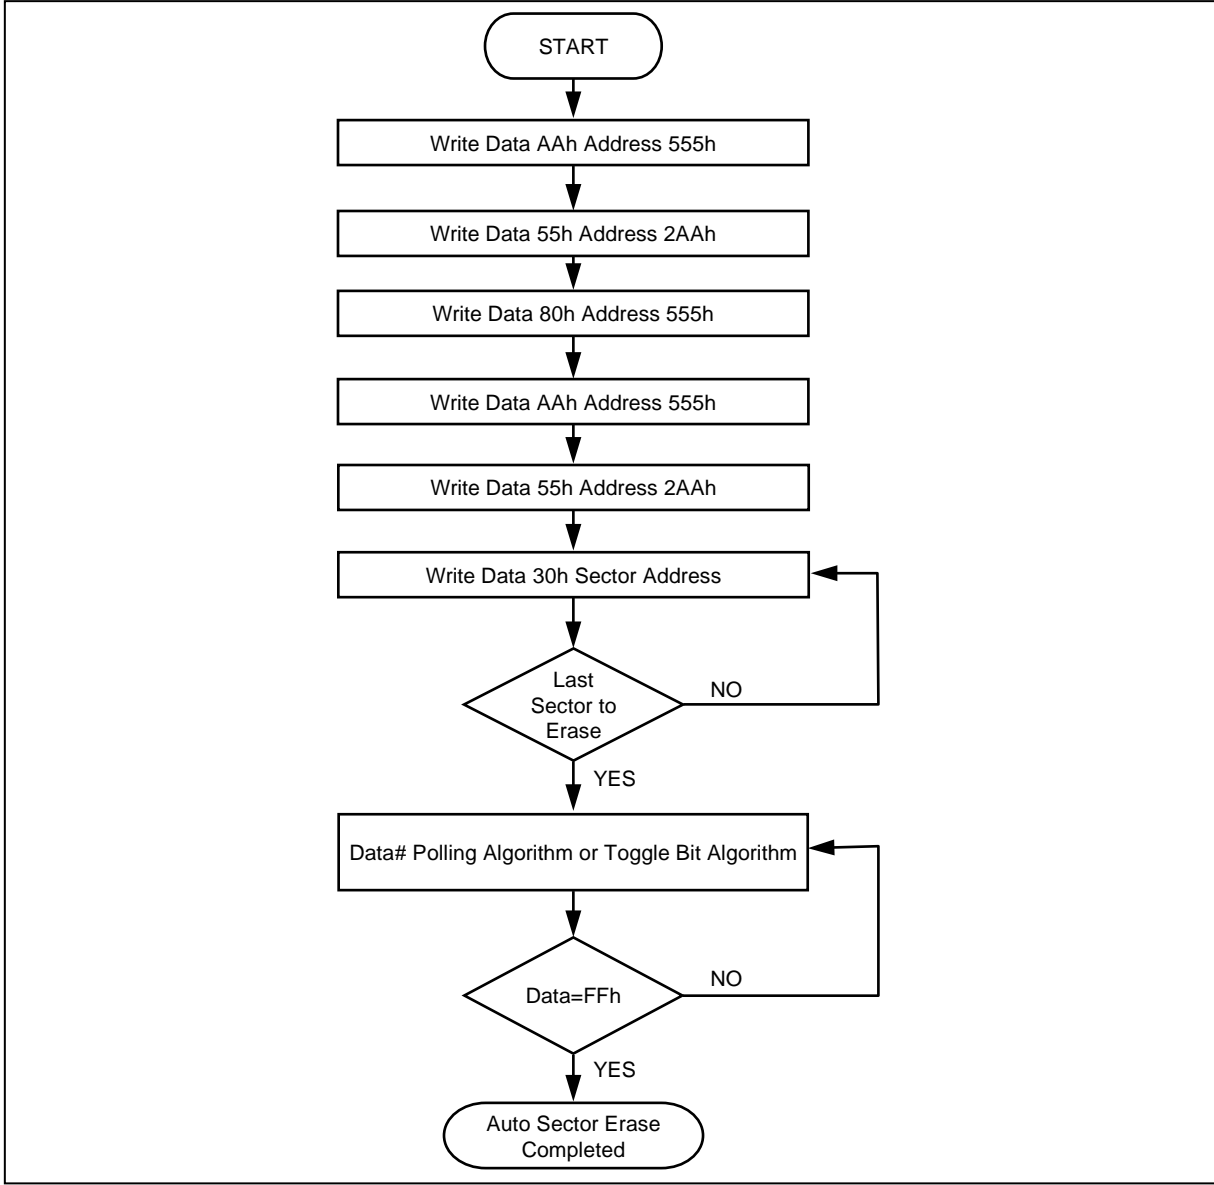 START
Write Data AAh Address 555h
Write Data 55h Address 2AAh
Write Data 80h Address 555h
Write Data AAh Address 555h
Write Data 55h Address 2AAh
Write Data 30h Sector Address
Last
Sector to
Erase
NO
YES
Data# Polling Algorithm or Toggle Bit Algorithm
Data=FFh
NO
YES
Auto Sector Erase
Completed